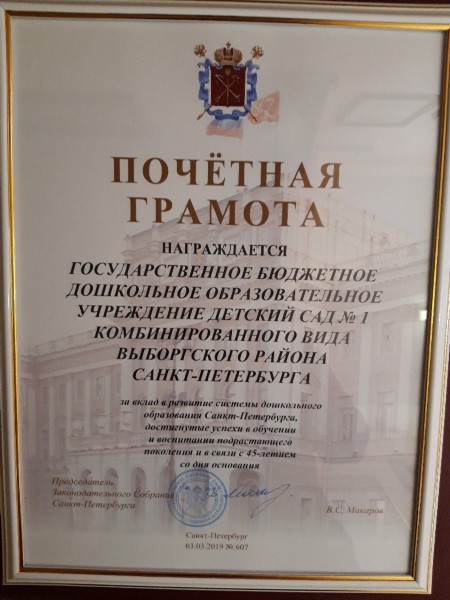 ПОЧЁТНАЯ
ГРАМОТА
НАГРАЖДАЕТСЯ
ГОСУДАРСТВЕННОЕ БЮДЖЕТНОЕ
ДОШКОЛЬНОЕ ОБРАЗОВАТЕЛЬНОЕ
УЧРЕЖДЕНИЕ ДЕТСКИЙ САД № 1
КОМБИНИРОВАННОГО ВИДА
ВЫБОРГСКОГО РАЙОНА
САНКТ-ПЕТЕРБУРГА
за вклад в развитие системы дошкольного
образования Санкт-Петербурга,
достигнутые успехи в обучении
и воспитании подрастающего
поколения и в связи с 45-летием
со дня основания
Председатель
Законодательного Собрания
Санкт-Петербурга
В.С. Макаров
Санкт-Петербург
03.03.2019 № 607